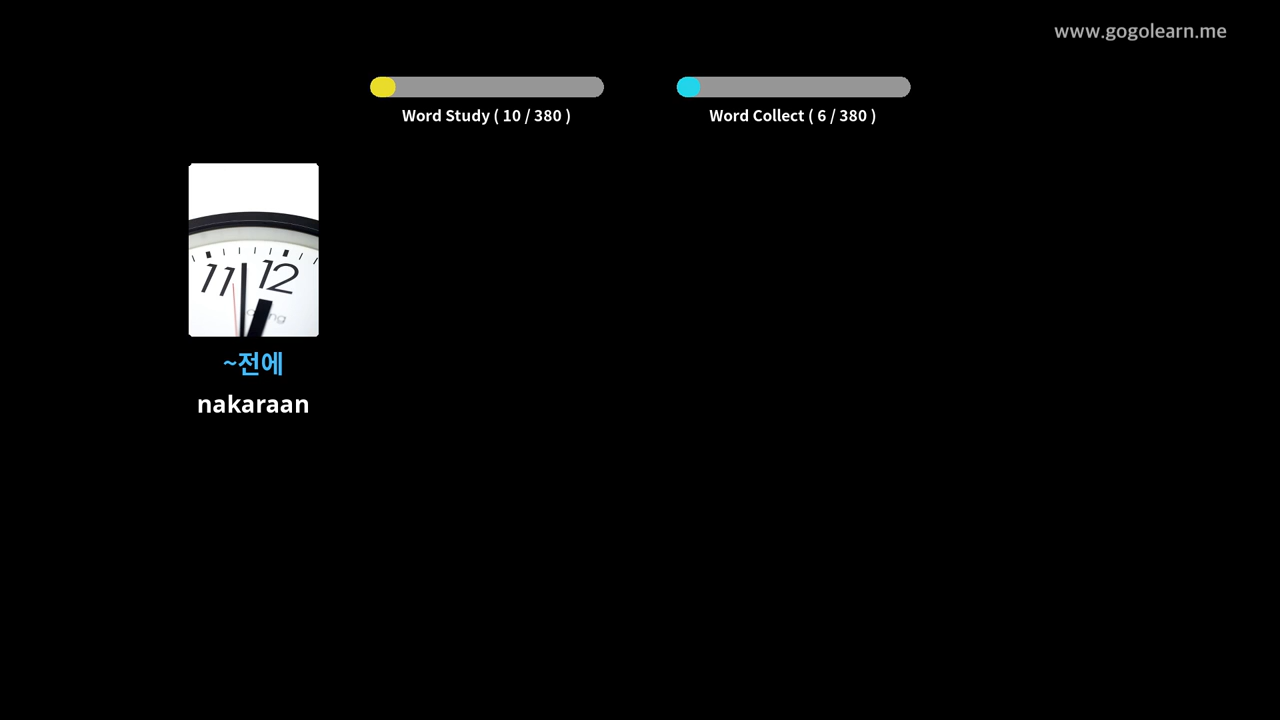 www.gogolearn.me
Word Study ( 10 / 380 )
Word Collect ( 6 / 380 )
11 12
~전에
nakaraan